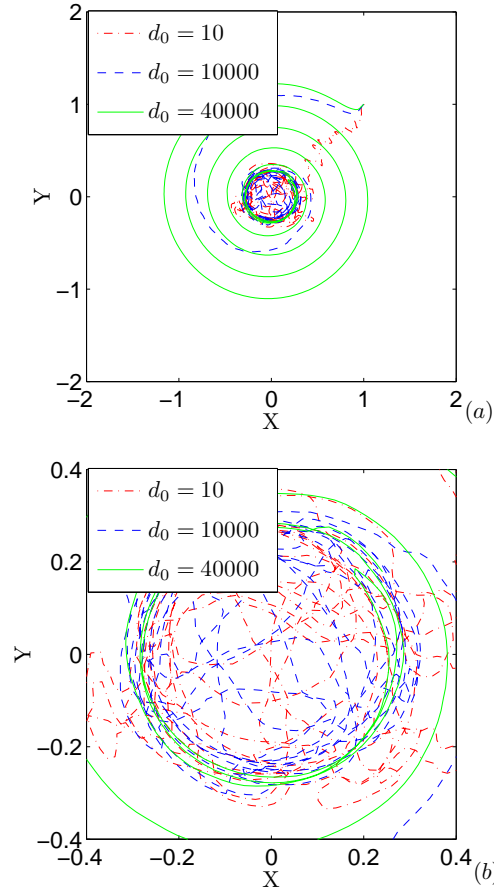 2
1
0
−1
−2
−2
−1
0
1
2
Y
X
(a)
d₀ = 10
d₀ = 10000
d₀ = 40000
0.4
0.2
0
−0.2
−0.4
−0.4
−0.2
0
0.2
0.4
Y
X
(b)
d₀ = 10
d₀ = 10000
d₀ = 40000